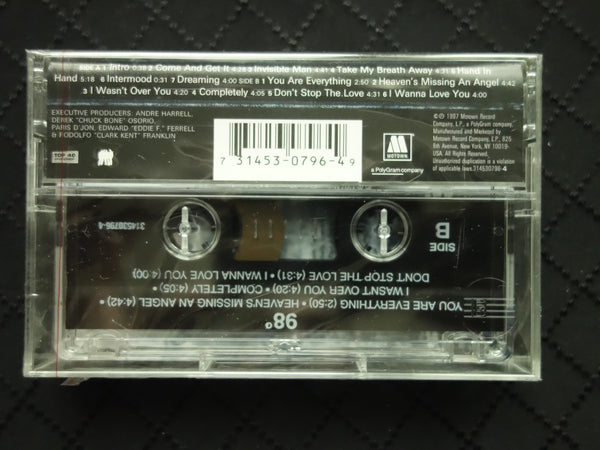 SIDE A 1 Intro 0:38 2 Come And Get It 4:28 3 Invisible Man 4:41 4 Take My Breath Away 4:31 5 Hand In
Hand 5:18 6 Intermood 0:31 7 Dreaming 4:00 SIDE B 1 You Are Everything 2:50 2 Heaven's Missing An Angel 4:42
3 I Wasn't Over You 4:20 4 Completely 4:05 5 Don't Stop The Love 4:31 6 I Wanna Love You 4:00
EXECUTIVE PRODUCERS: ANDRE HARRELL,
DEREK "CHUCK BONE" OSORIO,
PARIS D'JON, EDWARD "EDDIE F." FERRELL
& FODOLFO "CLARK KENT" FRANKLIN
7 31453-0796-4 9
MOTOWN
a PolyGram company
℗ © 1997 Motown Record
Company, L.P., a PolyGram company.
Manufactured and Marketed by
Motown Record Company, L.P., 825
8th Avenue, New York, NY 10019-
USA. All Rights Reserved.
Unauthorized duplication is a violation
of applicable laws.314530796-4
98°
YOU ARE EVERYTHING (2:50) • HEAVEN'S MISSING AN ANGEL (4:42) •
I WASN'T OVER YOU (4:20) • COMPLETELY (4:05) •
DON'T STOP THE LOVE (4:31) • I WANNA LOVE YOU (4:00)
SIDE
B
314530796-4